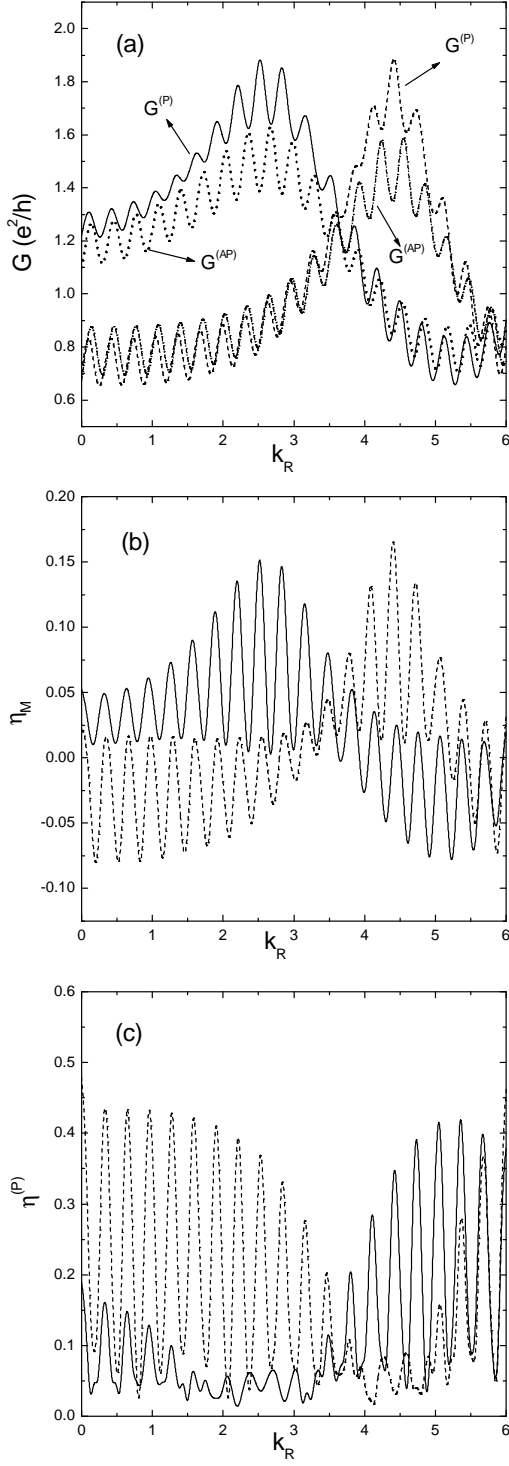 (a)
G^(P)
G^(P)
G^(AP)
G^(AP)
G (e²/h)
2.0
1.8
1.6
1.4
1.2
1.0
0.8
0.6
0 1 2 3 4 5 6
k_R
(b)
η_M
0.20
0.15
0.10
0.05
0.00
-0.05
-0.10
0 1 2 3 4 5 6
k_R
(c)
η^(P)
0.6
0.5
0.4
0.3
0.2
0.1
0.0
0 1 2 3 4 5 6
k_R